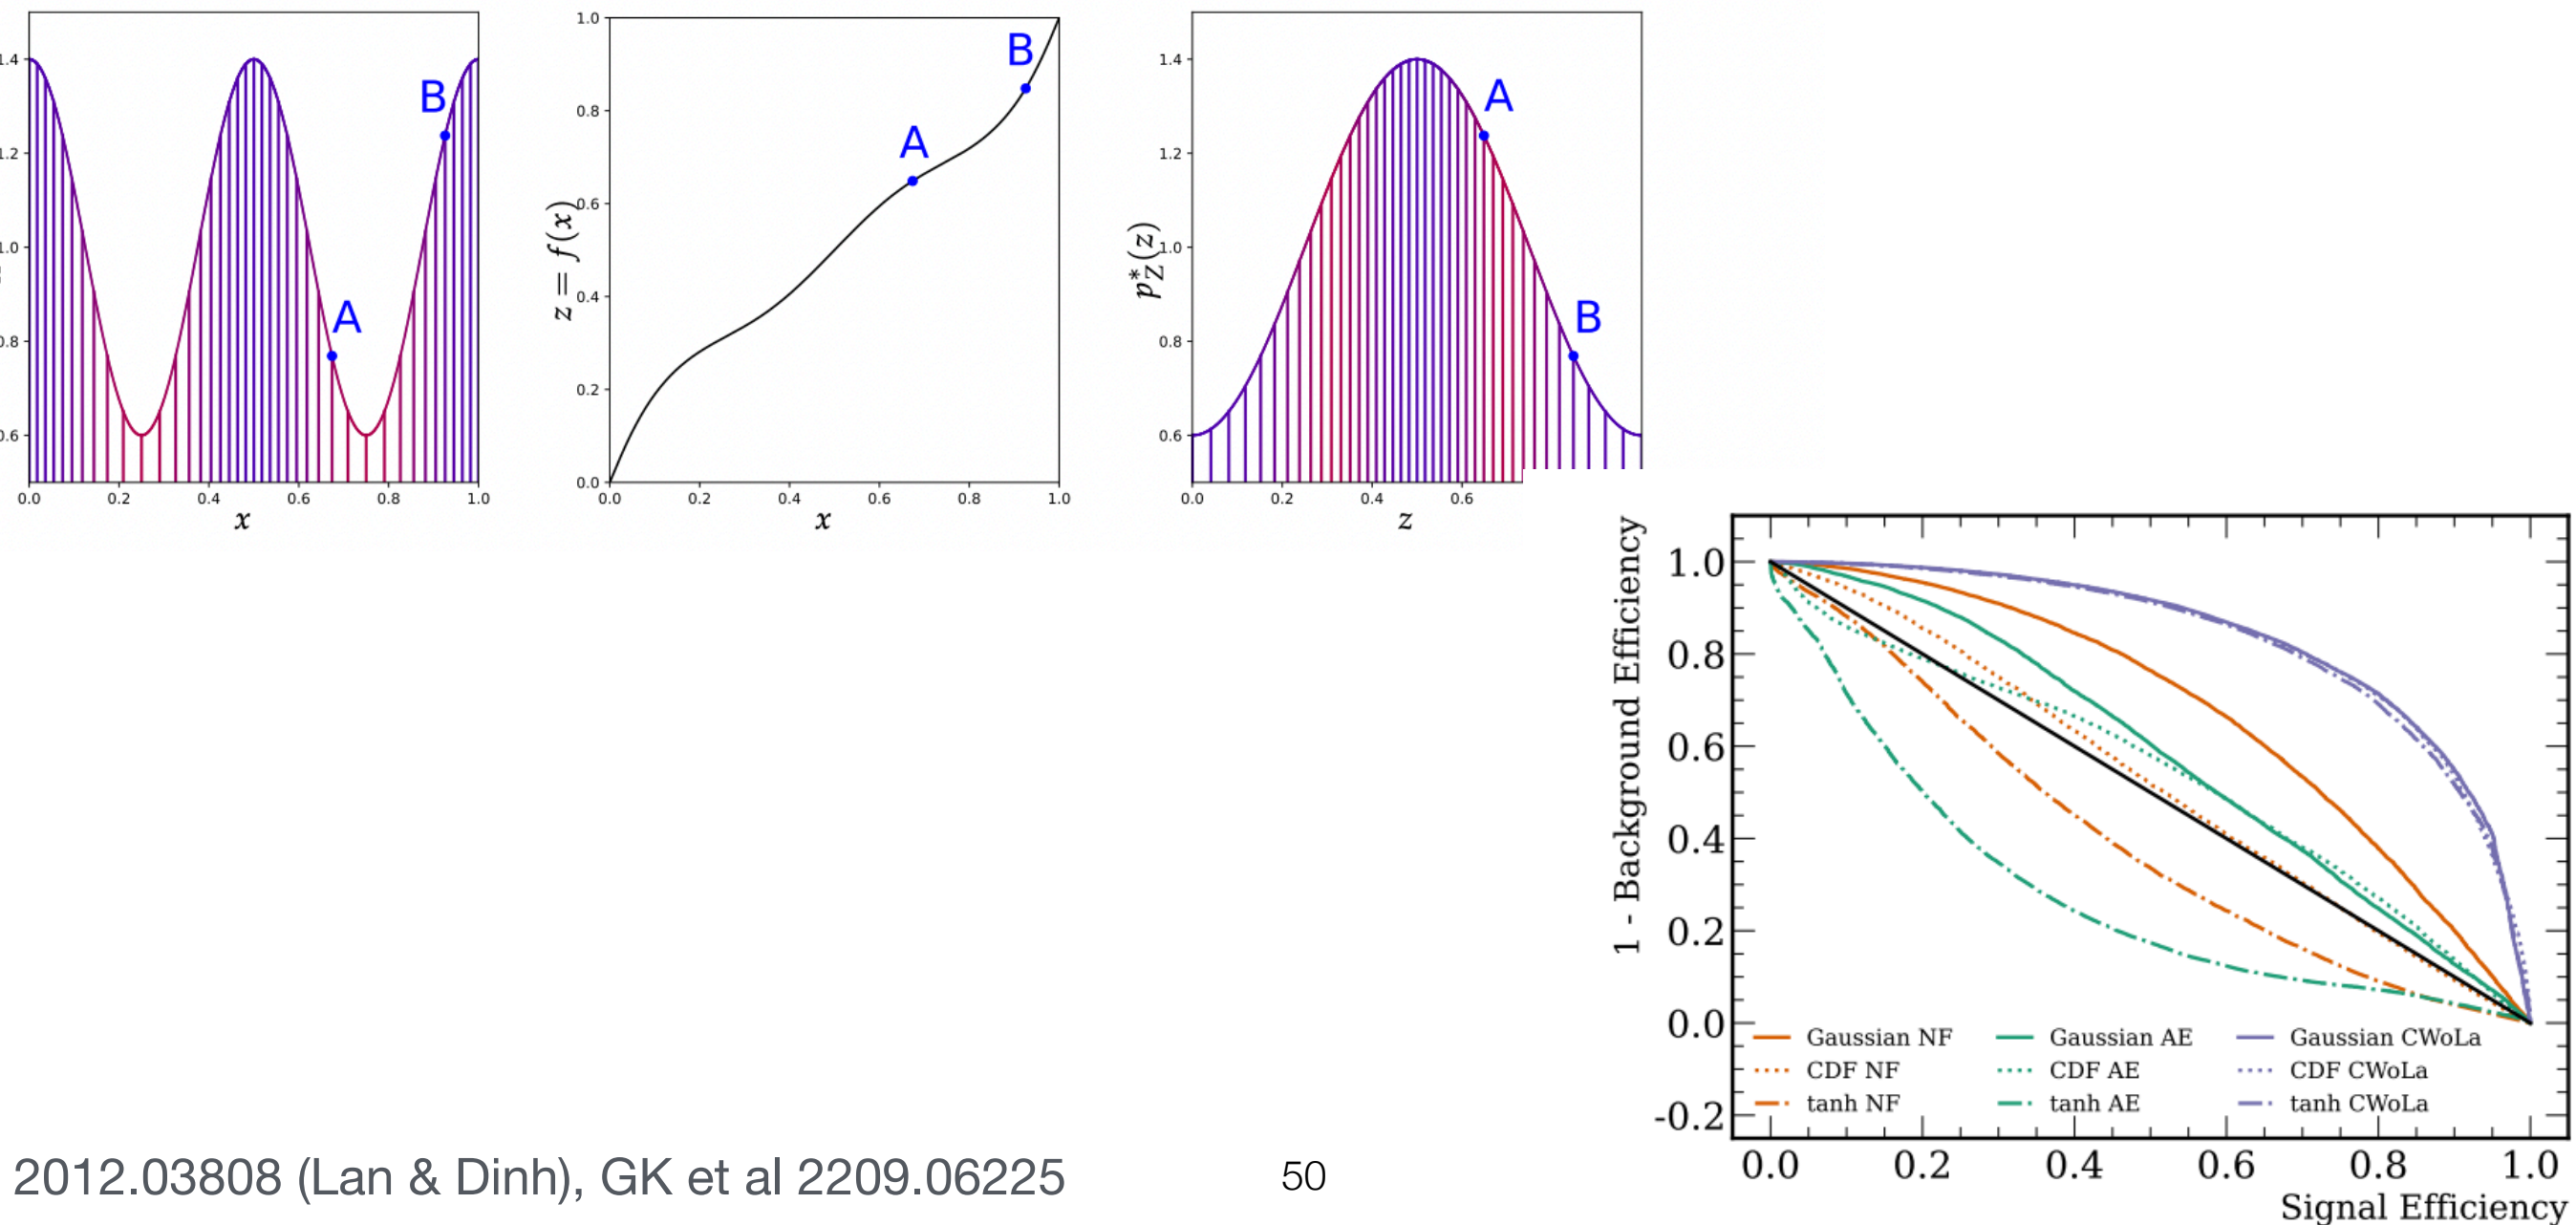 1.4
1.2
1.0
0.8
0.6
0.0 0.2 0.4 0.6 0.8 1.0
x
B
A
z = f(x)
1.0
0.8
0.6
0.4
0.2
0.0
0.0 0.2 0.4 0.6 0.8 1.0
x
A
B
p*Z(z)
1.4
1.2
1.0
0.8
0.6
0.0 0.2 0.4 0.6
z
A
B
1 - Background Efficiency
1.0
0.8
0.6
0.4
0.2
0.0
-0.2
Gaussian NF Gaussian AE Gaussian CWoLa
CDF NF CDF AE CDF CWoLa
tanh NF tanh AE tanh CWoLa
0.0 0.2 0.4 0.6 0.8 1.0
Signal Efficiency
2012.03808 (Lan & Dinh), GK et al 2209.06225
50